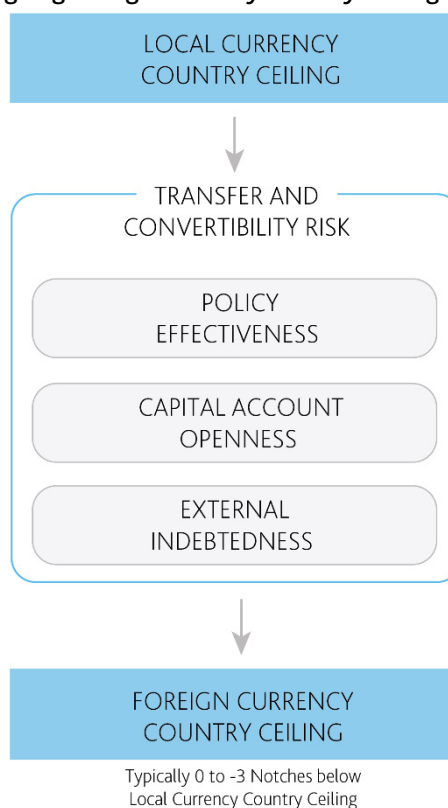 LOCAL CURRENCY
COUNTRY CEILING
TRANSFER AND
CONVERTIBILITY RISK
POLICY
EFFECTIVENESS
CAPITAL ACCOUNT
OPENNESS
EXTERNAL
INDEBTEDNESS
FOREIGN CURRENCY
COUNTRY CEILING
Typically 0 to -3 Notches below
Local Currency Country Ceiling